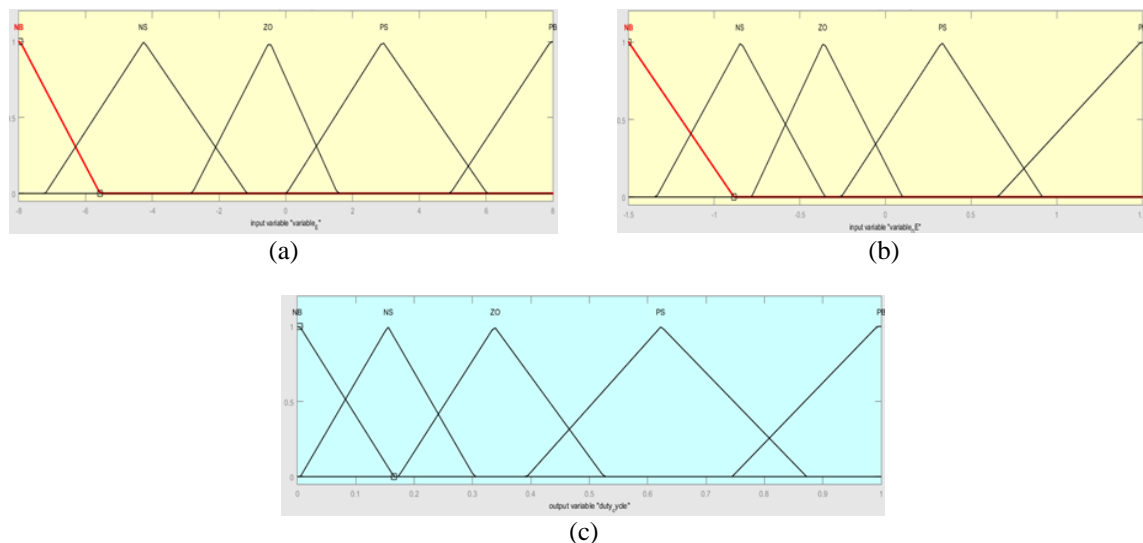 NB NS ZO PS PB
1
0.5
0
-8 -6 -4 -2 0 2 4 6 8
input variable "variable_E"
(a)
NB NS ZO PS
1
0.5
0
-1.5 -1 -0.5 0 0.5 1
input variable "variable_cE"
(b)
NB NS ZO PS PB
1
0.5
0
0 0.1 0.2 0.3 0.4 0.5 0.6 0.7 0.8 0.9 1
output variable "duty_cycle"
(c)